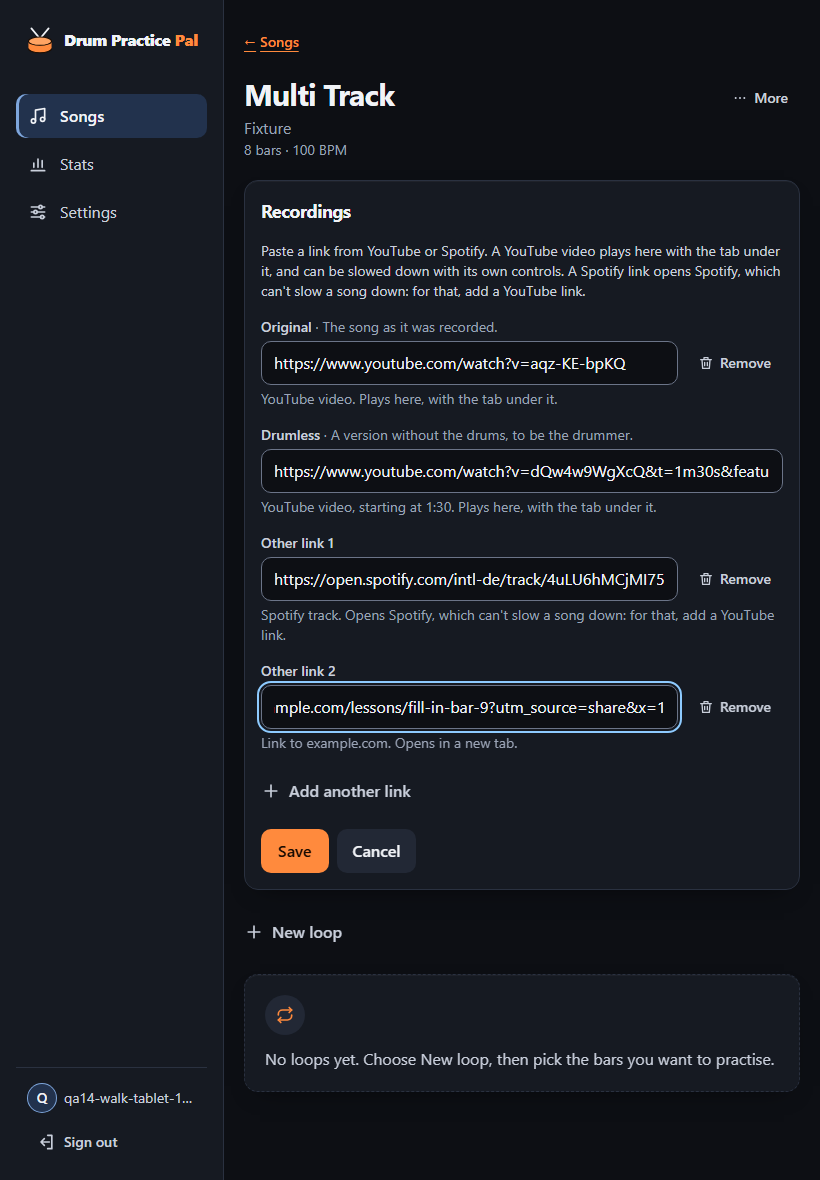 Drum Practice Pal
Songs
Stats
Settings
← Songs
Multi Track
Fixture
8 bars · 100 BPM
··· More
Recordings
Paste a link from YouTube or Spotify. A YouTube video plays here with the tab under
it, and can be slowed down with its own controls. A Spotify link opens Spotify, which
can't slow a song down: for that, add a YouTube link.
Original · The song as it was recorded.
https://www.youtube.com/watch?v=aqz-KE-bpKQ
Remove
YouTube video. Plays here, with the tab under it.
Drumless · A version without the drums, to be the drummer.
https://www.youtube.com/watch?v=dQw4w9WgXcQ&t=1m30s&featu
YouTube video, starting at 1:30. Plays here, with the tab under it.
Other link 1
https://open.spotify.com/intl-de/track/4uLU6hMCjMI75
Remove
Spotify track. Opens Spotify, which can't slow a song down: for that, add a YouTube
link.
Other link 2
mple.com/lessons/fill-in-bar-9?utm_source=share&x=1
Remove
Link to example.com. Opens in a new tab.
+ Add another link
Save
Cancel
+ New loop
No loops yet. Choose New loop, then pick the bars you want to practise.
Q
qa14-walk-tablet-1...
Sign out